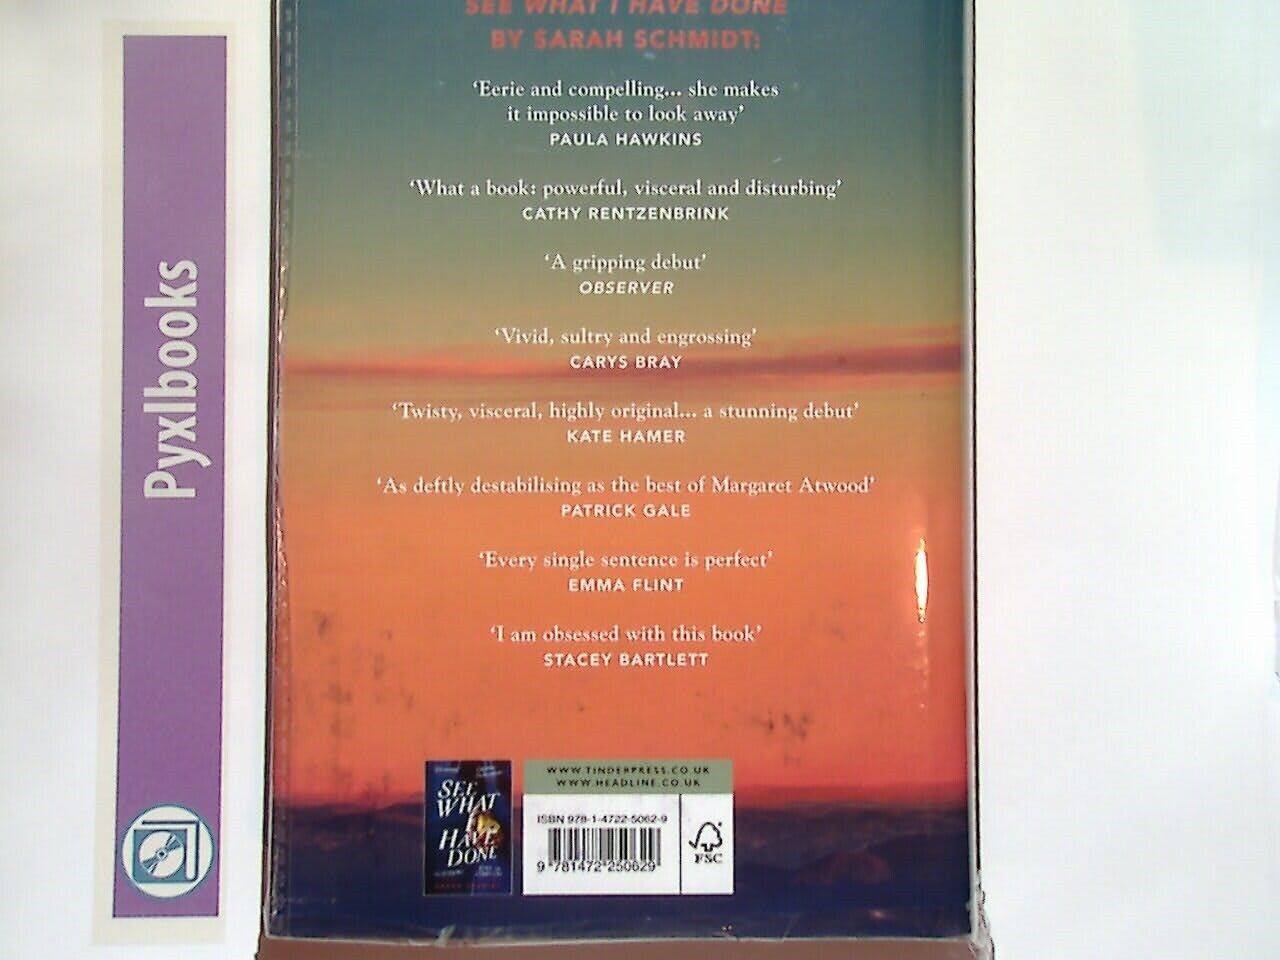 Pyxlbooks
SEE WHAT I HAVE DONE
BY SARAH SCHMIDT:
‘Eerie and compelling... she makes
it impossible to look away’
PAULA HAWKINS
‘What a book: powerful, visceral and disturbing’
CATHY RENTZENBRINK
‘A gripping debut’
OBSERVER
‘Vivid, sultry and engrossing’
CARYS BRAY
‘Twisty, visceral, highly original... a stunning debut’
KATE HAMER
‘As deftly destabilising as the best of Margaret Atwood’
PATRICK GALE
‘Every single sentence is perfect’
EMMA FLINT
‘I am obsessed with this book’
STACEY BARTLETT
SEE
WHAT
I
HAVE
DONE
WWW.TINDERPRESS.CO.UK
WWW.HEADLINE.CO.UK
ISBN 978-1-4722-5062-9
9 781472 250629
FSC